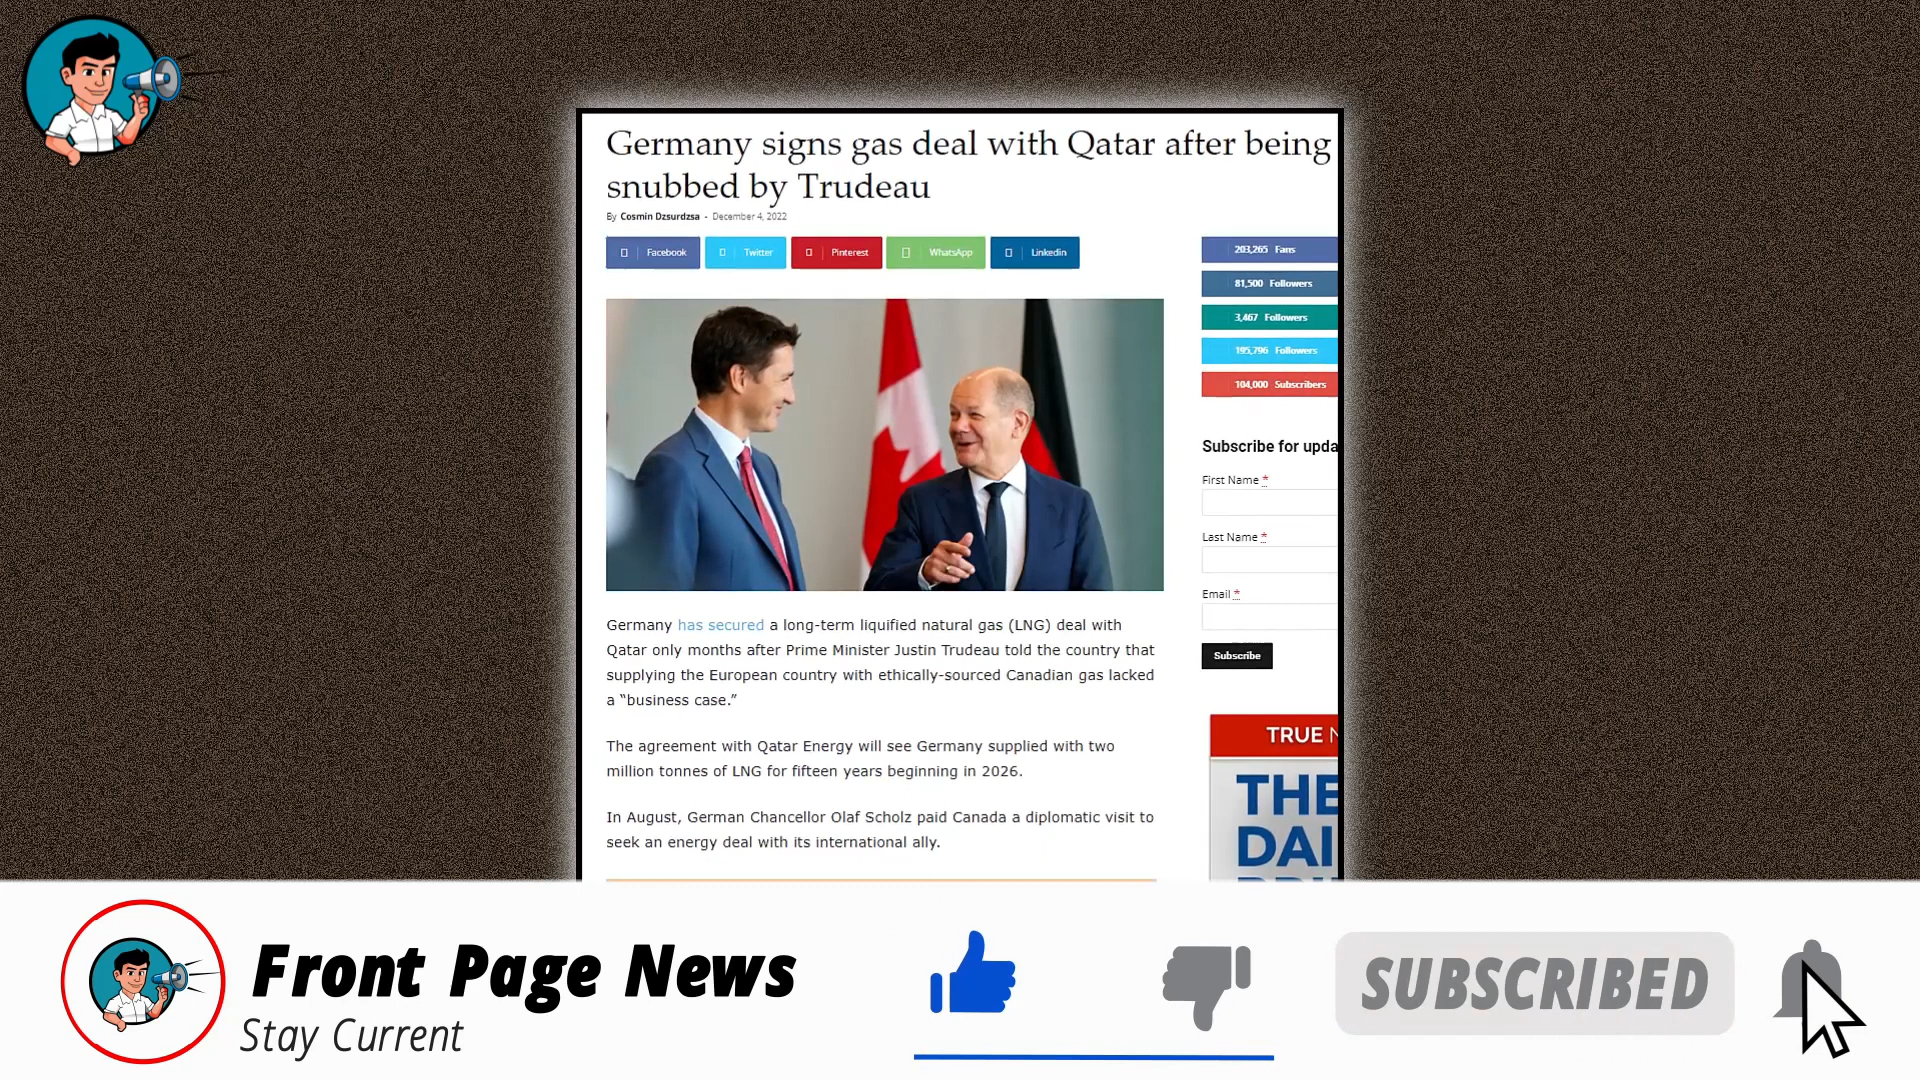 Germany signs gas deal with Qatar after being
snubbed by Trudeau
By Cosmin Dzsurdzsa - December 4, 2022
Facebook
Twitter
Pinterest
WhatsApp
Linkedin
203,265 Fans
81,500 Followers
3,467 Followers
195,796 Followers
104,000 Subscribers
Subscribe for upda
First Name *
Last Name *
Email *
Subscribe
Germany has secured a long-term liquified natural gas (LNG) deal with
Qatar only months after Prime Minister Justin Trudeau told the country that
supplying the European country with ethically-sourced Canadian gas lacked
a “business case.”
The agreement with Qatar Energy will see Germany supplied with two
million tonnes of LNG for fifteen years beginning in 2026.
In August, German Chancellor Olaf Scholz paid Canada a diplomatic visit to
seek an energy deal with its international ally.
TRUE N
THE
DAI
Front Page News
Stay Current
SUBSCRIBED